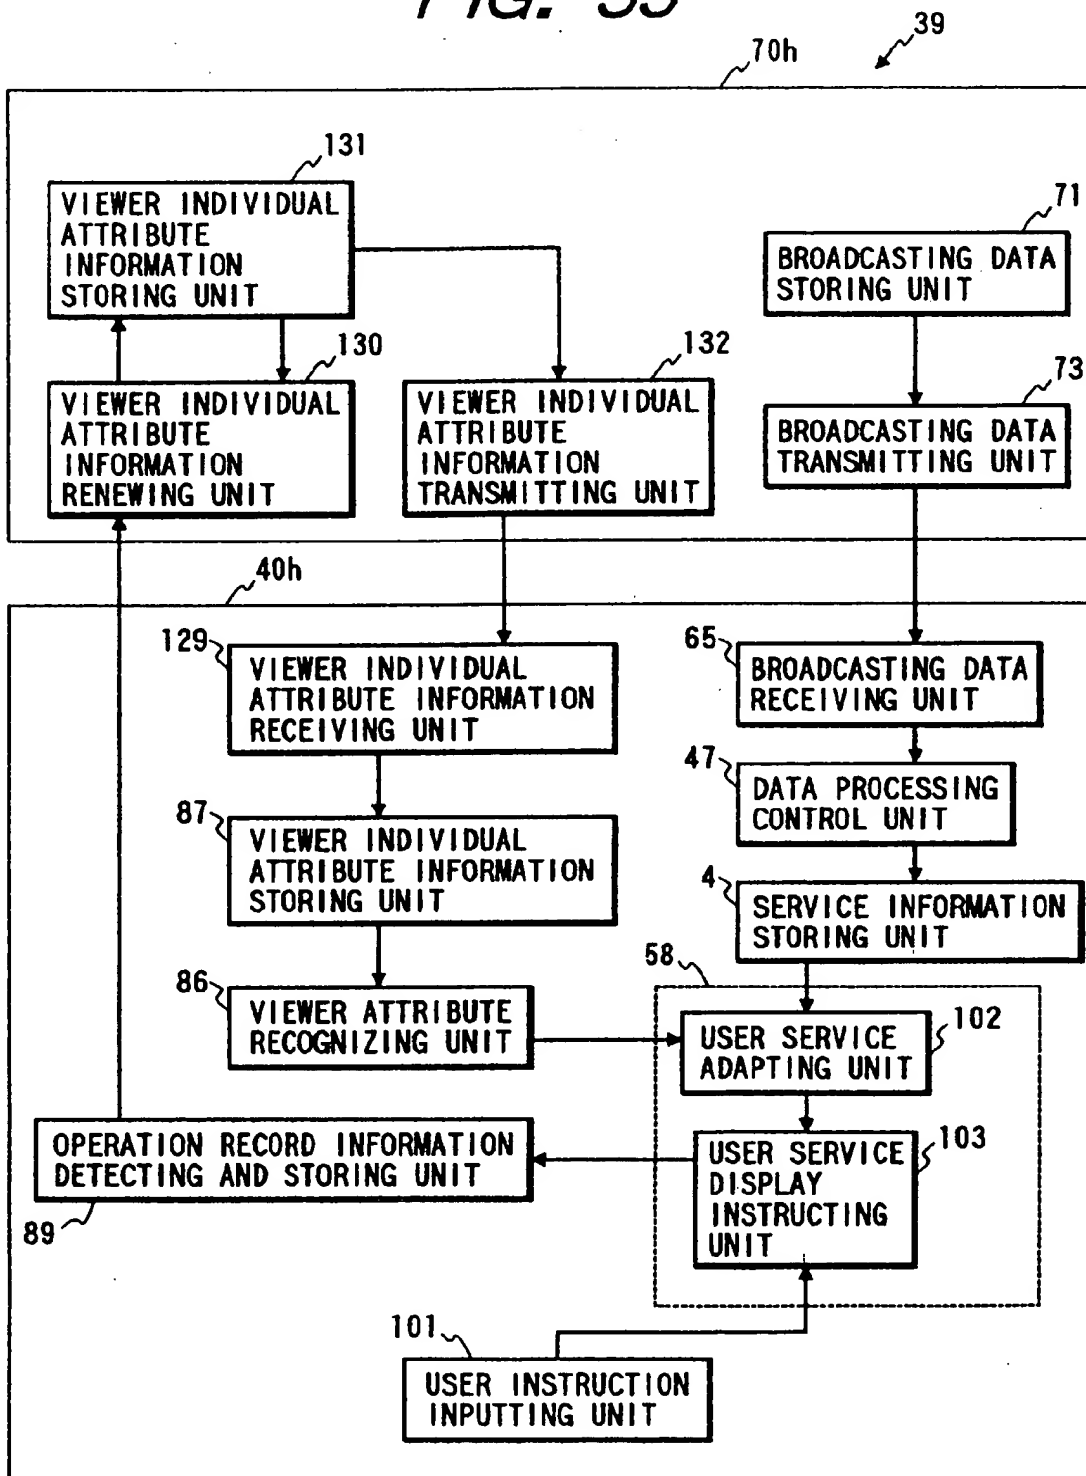 FIG. 55
39
70h
131
VIEWER INDIVIDUAL
ATTRIBUTE
INFORMATION
STORING UNIT
71
BROADCASTING DATA
STORING UNIT
130
VIEWER INDIVIDUAL
ATTRIBUTE
INFORMATION
RENEWING UNIT
132
VIEWER INDIVIDUAL
ATTRIBUTE
INFORMATION
TRANSMITTING UNIT
73
BROADCASTING DATA
TRANSMITTING UNIT
40h
129
VIEWER INDIVIDUAL
ATTRIBUTE INFORMATION
RECEIVING UNIT
65
BROADCASTING DATA
RECEIVING UNIT
47
DATA PROCESSING
CONTROL UNIT
87
VIEWER INDIVIDUAL
ATTRIBUTE INFORMATION
STORING UNIT
4
SERVICE INFORMATION
STORING UNIT
58
86
VIEWER ATTRIBUTE
RECOGNIZING UNIT
102
USER SERVICE
ADAPTING UNIT
OPERATION RECORD INFORMATION
DETECTING AND STORING UNIT
89
103
USER SERVICE
DISPLAY
INSTRUCTING
UNIT
101
USER INSTRUCTION
INPUTTING UNIT